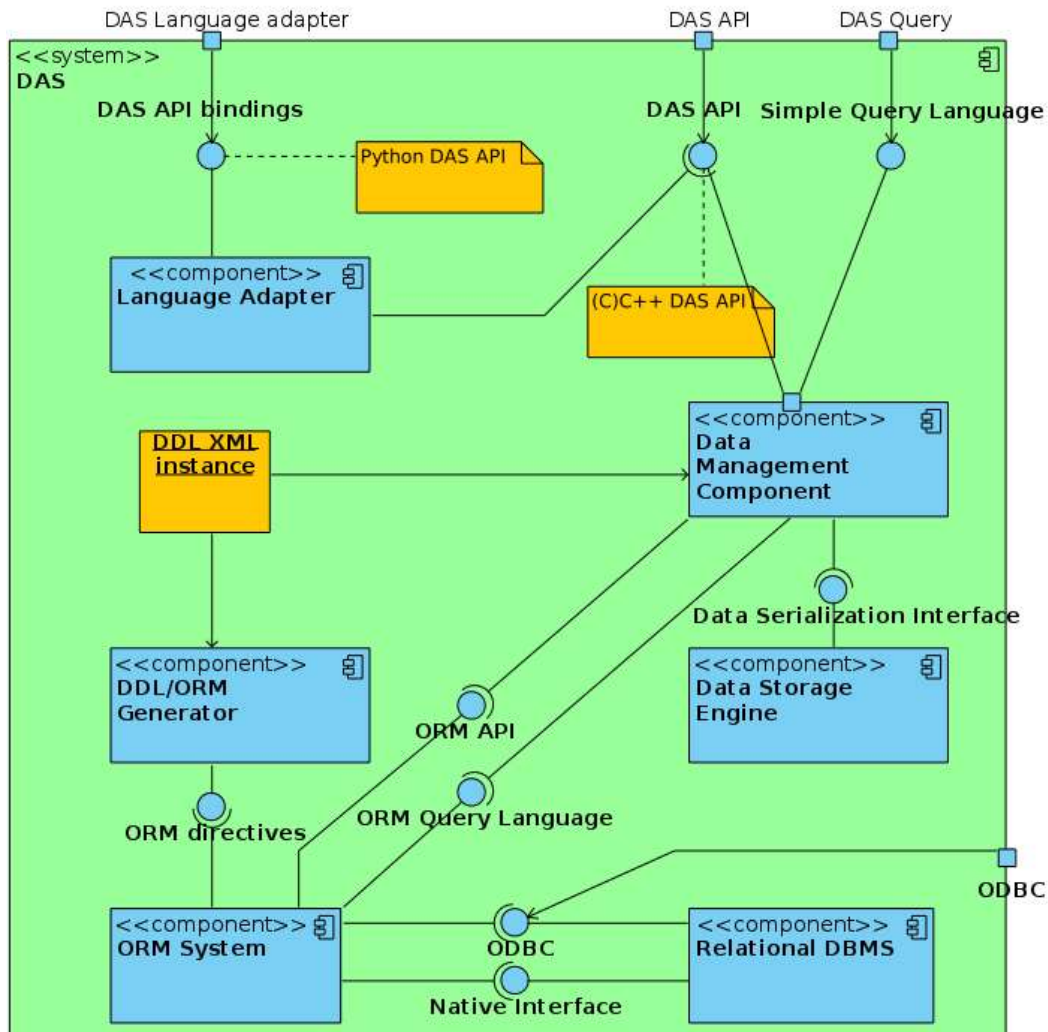 DAS Language adapter
DAS API
DAS Query
<<system>>
DAS
DAS API bindings
DAS API
Simple Query Language
Python DAS API
<<component>>
Language Adapter
(C)C++ DAS API
<<component>>
Data
Management
Component
DDL XML
instance
Data Serialization Interface
<<component>>
DDL/ORM
Generator
<<component>>
Data Storage
Engine
ORM API
ORM directives
ORM Query Language
ODBC
<<component>>
ORM System
ODBC
<<component>>
Relational DBMS
Native Interface